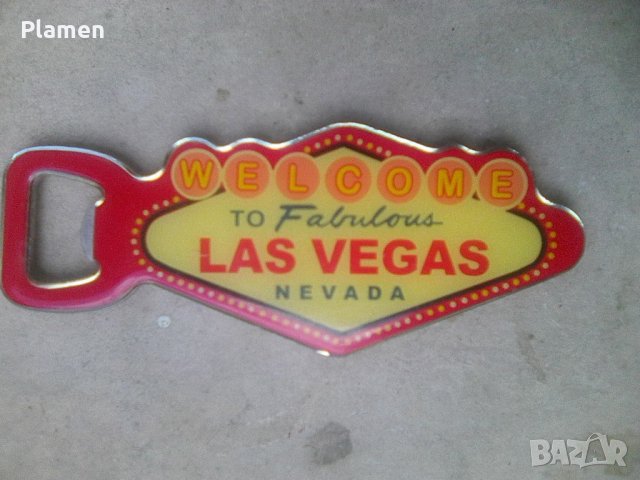 Plamen
WELCOME
TO Fabulous
LAS VEGAS
NEVADA
BAZAR